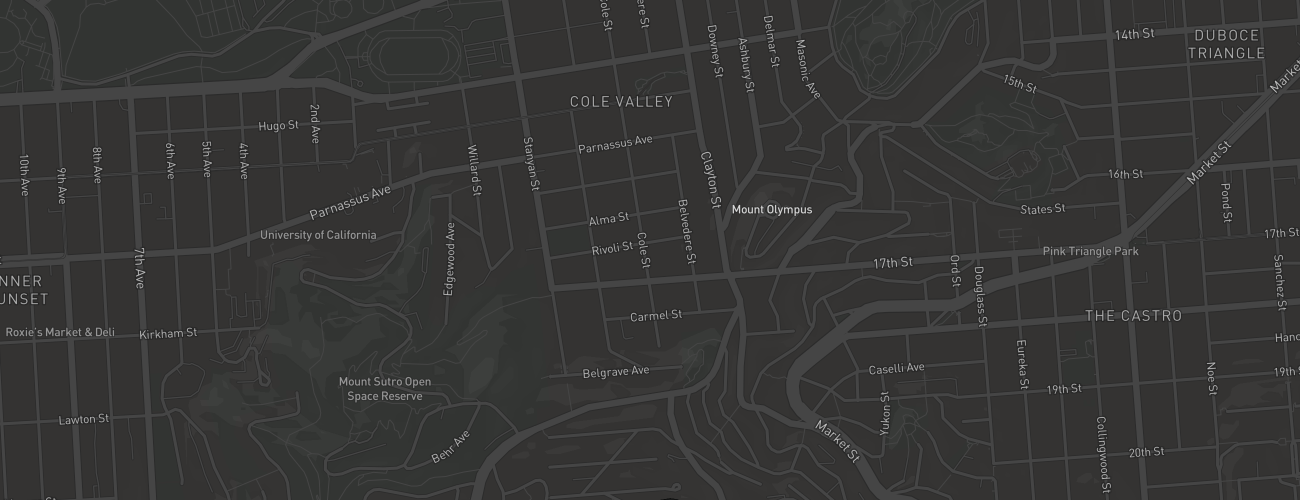 Cole St
Downey St
Ashbury St
Delmar St
Masonic Ave
14th St
DUBOCE
TRIANGLE
Market
15th St
COLE VALLEY
Hugo St
2nd Ave
Parnassus Ave
Stanyan St
Willard St
Clayton St
10th Ave
9th Ave
8th Ave
6th Ave
5th Ave
4th Ave
Market St
16th St
Pond St
Parnassus Ave
Alma St
Belvedere St
Mount Olympus
States St
University of California
Edgewood Ave
Rivoli St
Cole St
17th St
Pink Triangle Park
17th St
7th Ave
NNER
UNSET
Ord St
Douglass St
Sanchez St
Roxie's Market & Deli
Kirkham St
Carmel St
THE CASTRO
Belgrave Ave
Caselli Ave
Eureka St
Noe St
19th St
19th St
Mount Sutro Open
Space Reserve
Yukon St
Lawton St
Behr Ave
Market St
Collingwood St
20th St